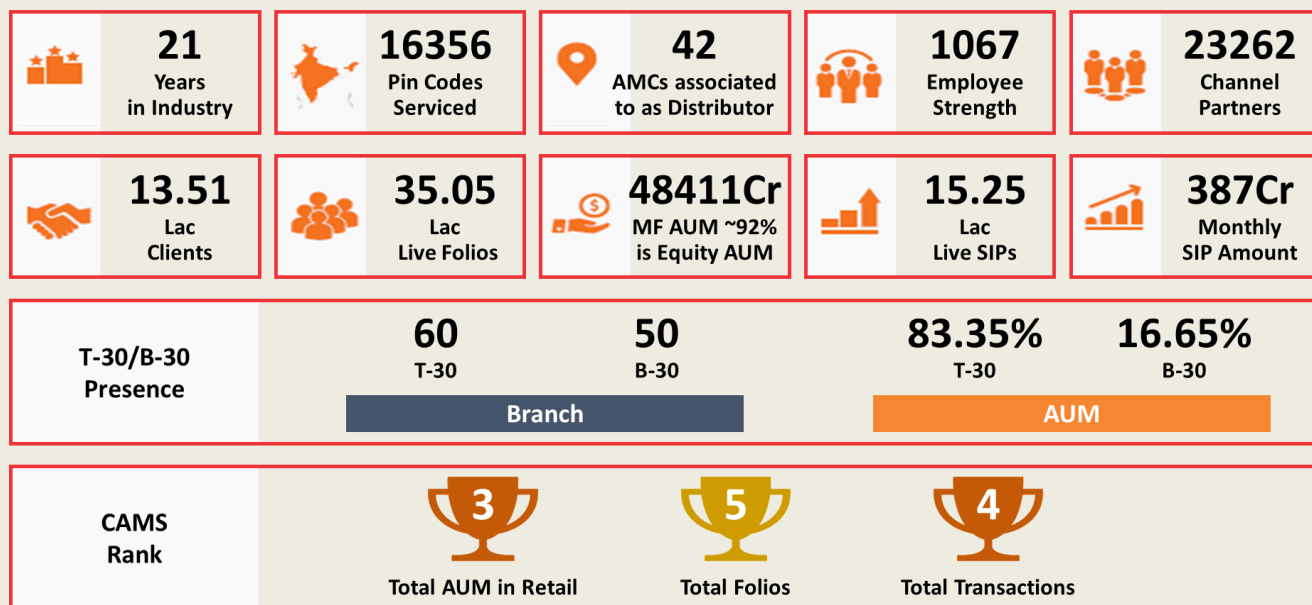 21
Years
in Industry
16356
Pin Codes
Serviced
42
AMCs associated
to as Distributor
1067
Employee
Strength
23262
Channel
Partners
13.51
Lac
Clients
35.05
Lac
Live Folios
$
48411Cr
MF AUM ~92%
is Equity AUM
15.25
Lac
Live SIPs
387Cr
Monthly
SIP Amount
T-30/B-30
Presence
60
T-30
50
B-30
Branch
83.35%
T-30
16.65%
B-30
AUM
CAMS
Rank
3
Total AUM in Retail
5
Total Folios
4
Total Transactions